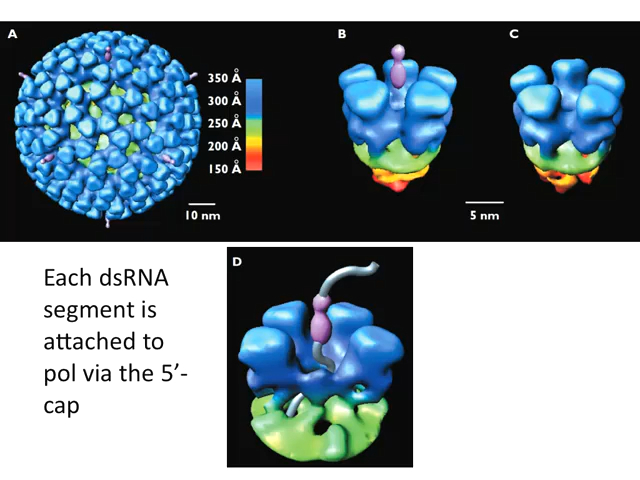 A
B
C
350 Å
300 Å
250 Å
200 Å
150 Å
10 nm
5 nm
D
Each dsRNA
segment is
attached to
pol via the 5’-
cap